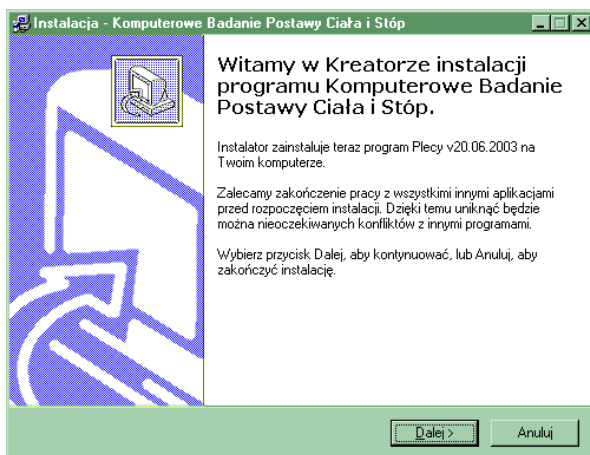 Instalacja - Komputerowe Badanie Postawy Ciała i Stóp
Witamy w Kreatorze instalacji
programu Komputerowe Badanie
Postawy Ciała i Stóp.
Instalator zainstaluje teraz program Plecy v20.06.2003 na
Twoim komputerze.
Zalecamy zakończenie pracy z wszystkimi innymi aplikacjami
przed rozpoczęciem instalacji. Dzięki temu uniknąć będzie
można nieoczekiwanych konfliktów z innymi programami.
Wybierz przycisk Dalej, aby kontynuować, lub Anuluj, aby
zakończyć instalację.
Dalej >
Anuluj